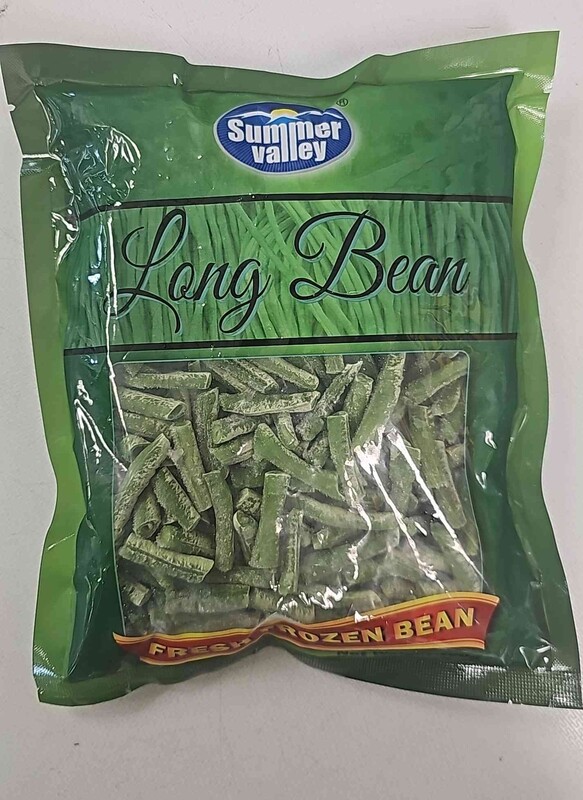 Summer
valley
®
Long Bean
FRESH FROZEN BEAN